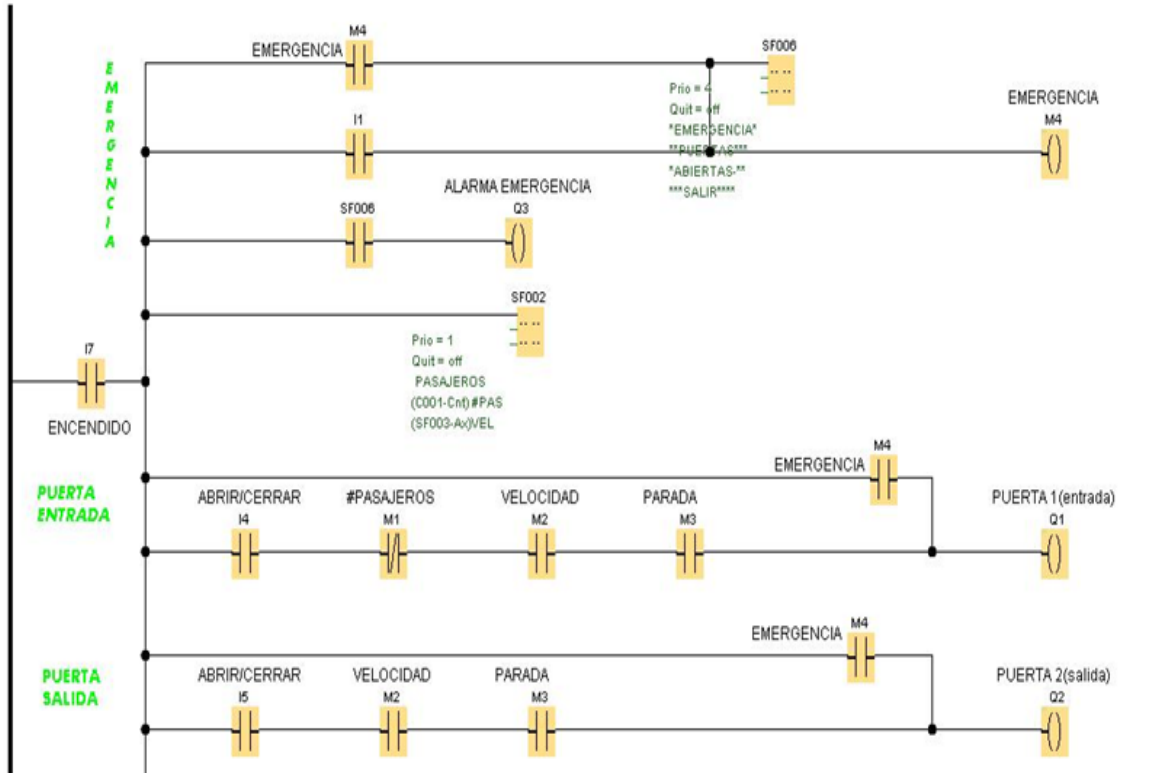 M4
EMERGENCIA
SF006
EMERGENCIA
Prio = 4
Quit = off
"EMERGENCIA"
**PUERTAS***
"ABIERTAS-**
***SALIR****
EMERGENCIA
M4
I1
ALARMA EMERGENCIA
SF006
Q3
SF002
Prio = 1
Quit = off
PASAJEROS
(C001-Cnt)#PAS
(SF003-Ax)VEL
I7
ENCENDIDO
M4
EMERGENCIA
PUERTA
ENTRADA
ABRIR/CERRAR
#PASAJEROS
VELOCIDAD
PARADA
PUERTA 1(entrada)
I4
M1
M2
M3
Q1
M4
EMERGENCIA
PUERTA
SALIDA
ABRIR/CERRAR
VELOCIDAD
PARADA
PUERTA 2(salida)
I5
M2
M3
Q2